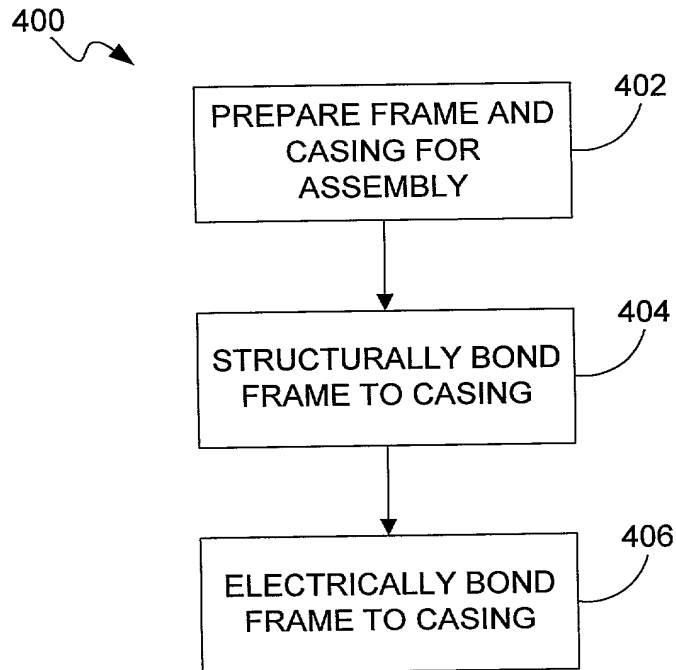 400
402
PREPARE FRAME AND
CASING FOR
ASSEMBLY
404
STRUCTURALLY BOND
FRAME TO CASING
406
ELECTRICALLY BOND
FRAME TO CASING